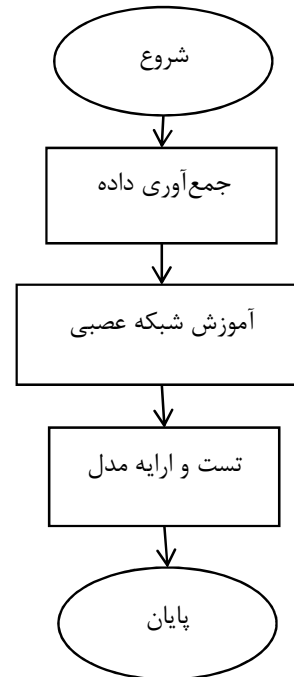 شروع
جمع‌آوری داده
آموزش شبکه عصبی
تست و ارایه مدل
پایان